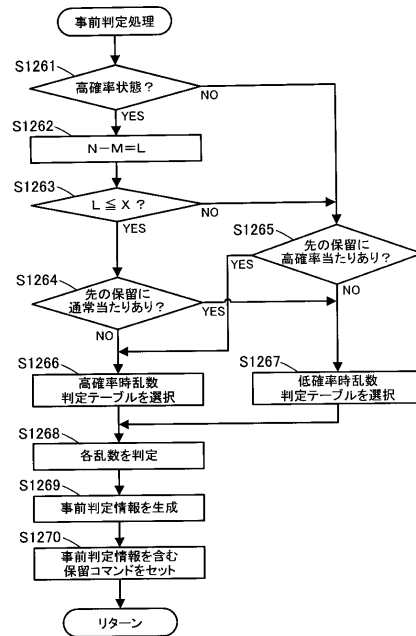 事前判定処理
S1261
高確率状態？
NO
YES
S1262
N－M＝L
S1263
L ≦ X ？
NO
YES
S1265
先の保留に
高確率当たりあり？
YES
NO
S1264
先の保留に
通常当たりあり？
YES
NO
S1266
高確率時乱数
判定テーブルを選択
S1267
低確率時乱数
判定テーブルを選択
S1268
各乱数を判定
S1269
事前判定情報を生成
S1270
事前判定情報を含む
保留コマンドをセット
リターン